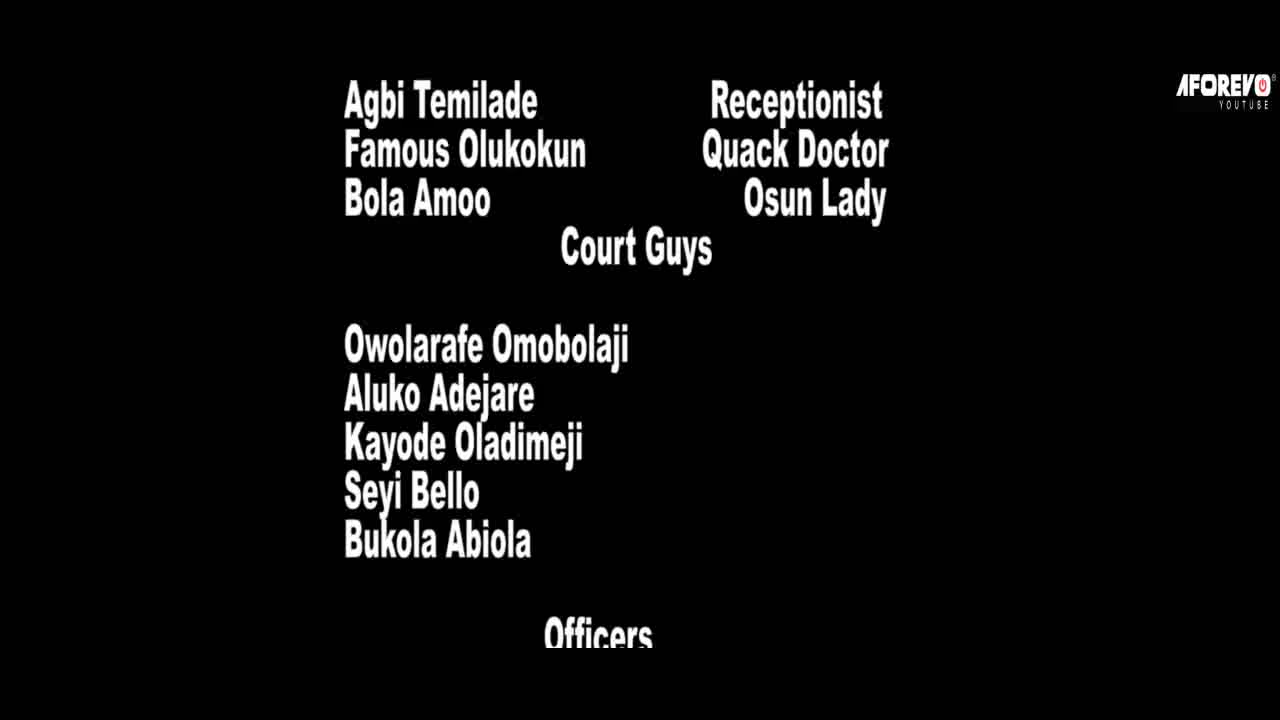 AFOREVO
YOUTUBE
Agbi Temilade Receptionist
Famous Olukokun Quack Doctor
Bola Amoo Osun Lady
Court Guys
Owolarafe Omobolaji
Aluko Adejare
Kayode Oladimeji
Seyi Bello
Bukola Abiola
Officers